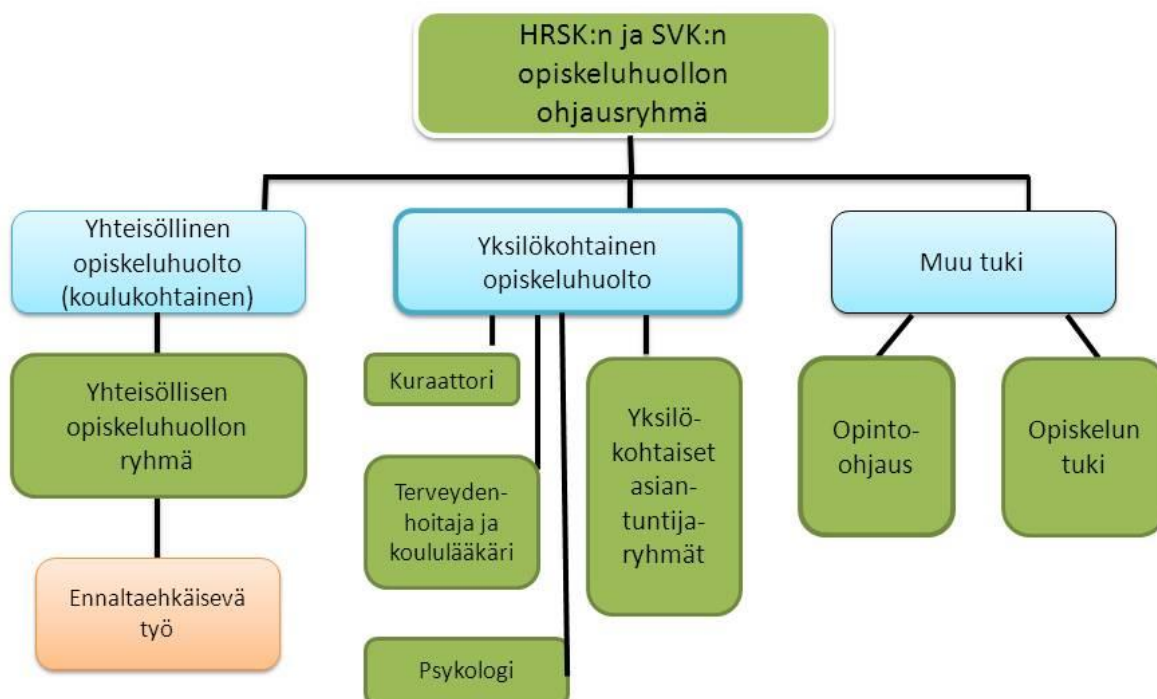 HRSK:n ja SVK:n
opiskeluhuollon
ohjausryhmä
Yhteisöllinen
opiskeluhuolto
(koulukohtainen)
Yhteisöllisen
opiskeluhuollon
ryhmä
Ennaltaehkäisevä
työ
Yksilökohtainen
opiskeluhuolto
Kuraattori
Terveyden-
hoitaja ja
koululääkäri
Psykologi
Yksilö-
kohtaiset
asian-
tuntija-
ryhmät
Muu tuki
Opinto-
ohjaus
Opiskelun
tuki